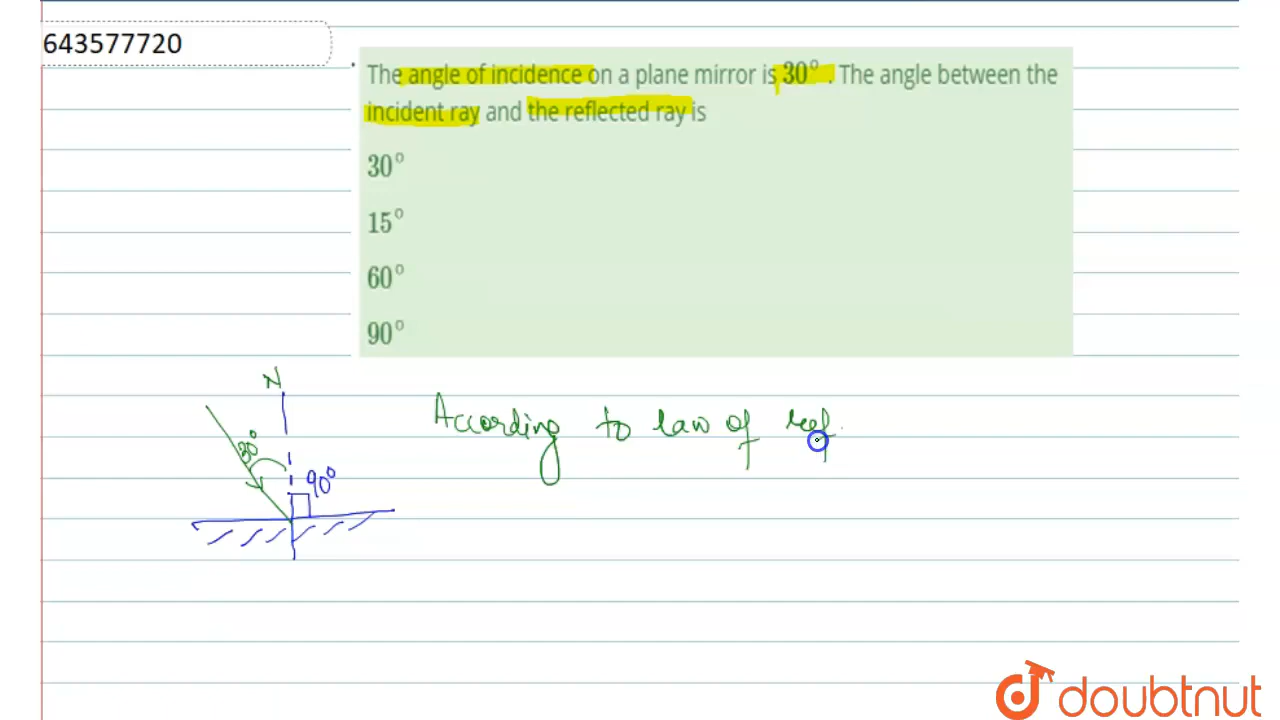 643577720
The angle of incidence on a plane mirror is 30°. The angle between the
incident ray and the reflected ray is
30°
15°
60°
90°
N
30°
90°
According to law of ref
doubtnut